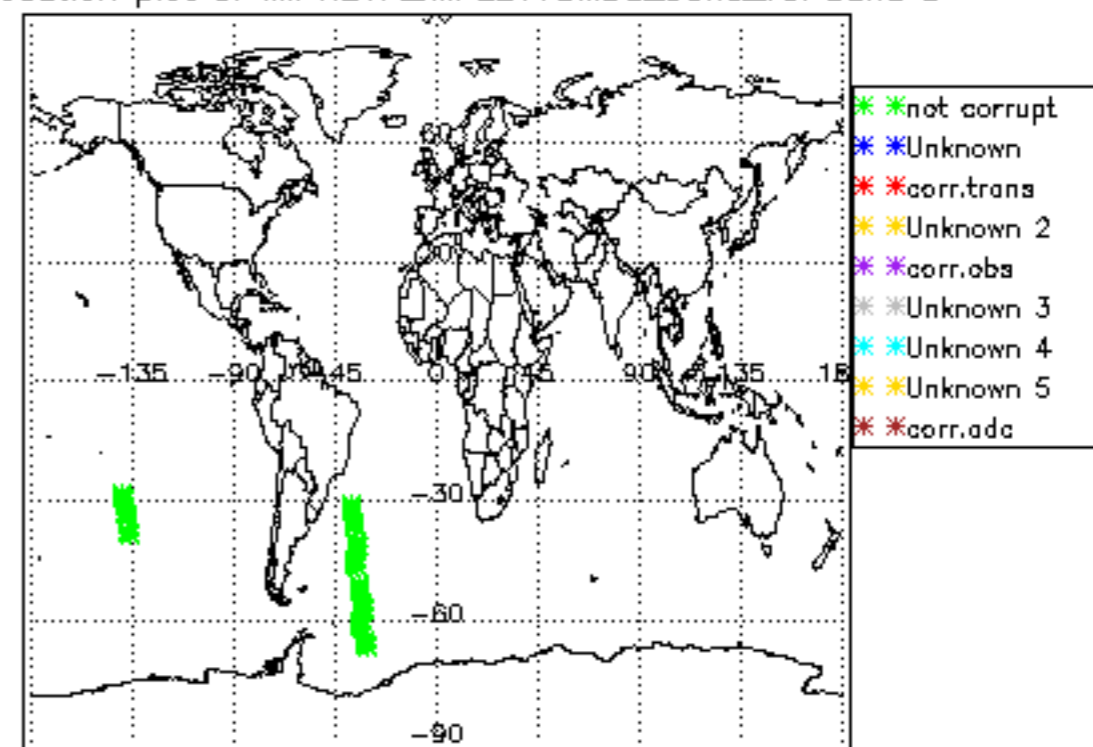 not corrupt
Unknown
corr.trans
Unknown 2
corr.obs
Unknown 3
Unknown 4
Unknown 5
corr.adc
60
-135 -90 45 0 45 90 135
-30
-60
-90